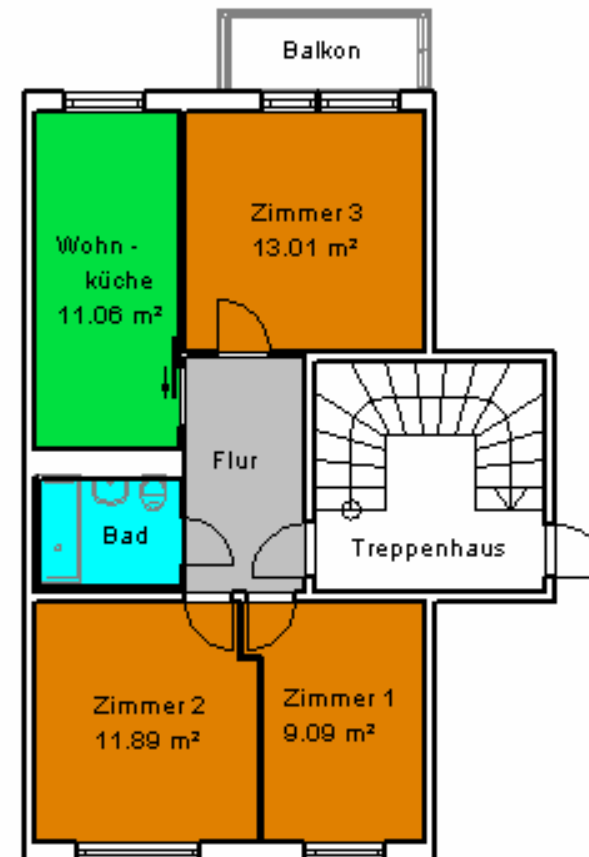 Balkon
Zimmer 3
13.01 m²
Wohn -
küche
11.06 m²
Flur
Bad
Treppenhaus
Zimmer 2
11.89 m²
Zimmer 1
9.09 m²